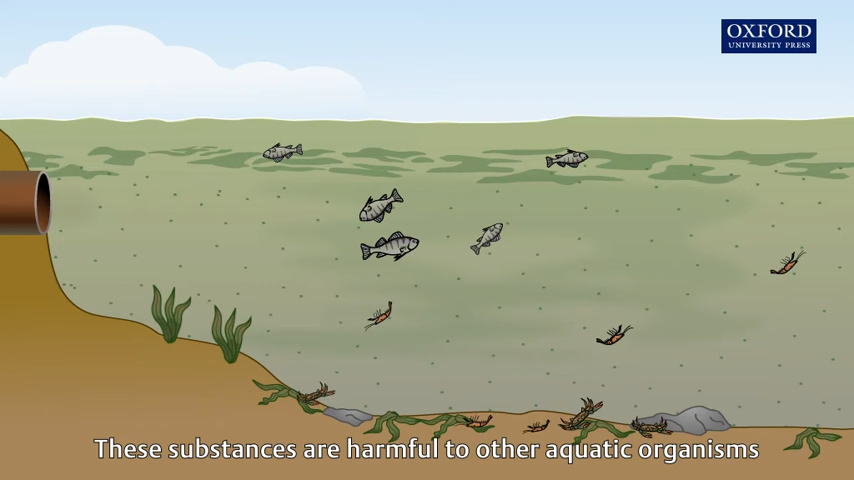 OXFORD
UNIVERSITY PRESS
These substances are harmful to other aquatic organisms